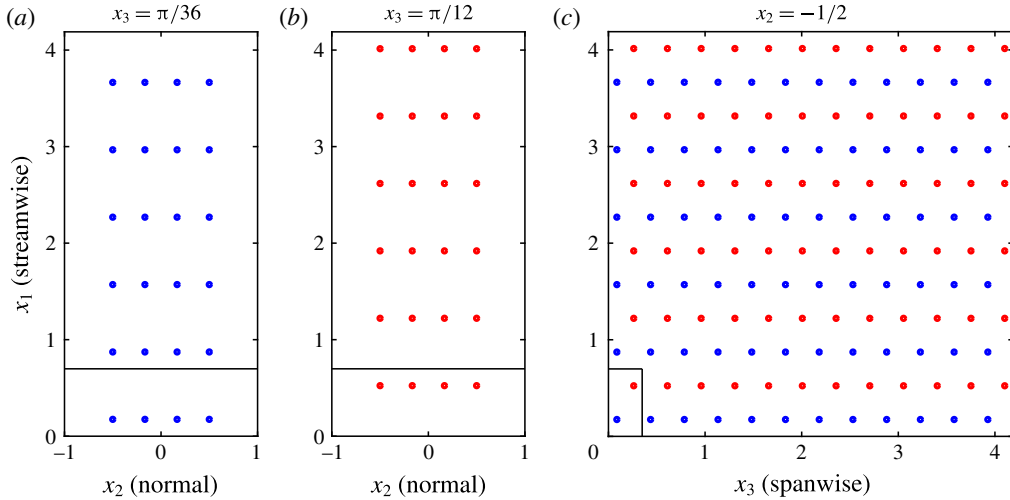 (a) x₃ = π/36 (b) x₃ = π/12 (c) x₂ = −1/2
4 4 4
3 3 3
x₁ (streamwise)
2 2 2
1 1 1
0 0 0
−1 0 1 −1 0 1 0 1 2 3 4
x₂ (normal) x₂ (normal) x₃ (spanwise)